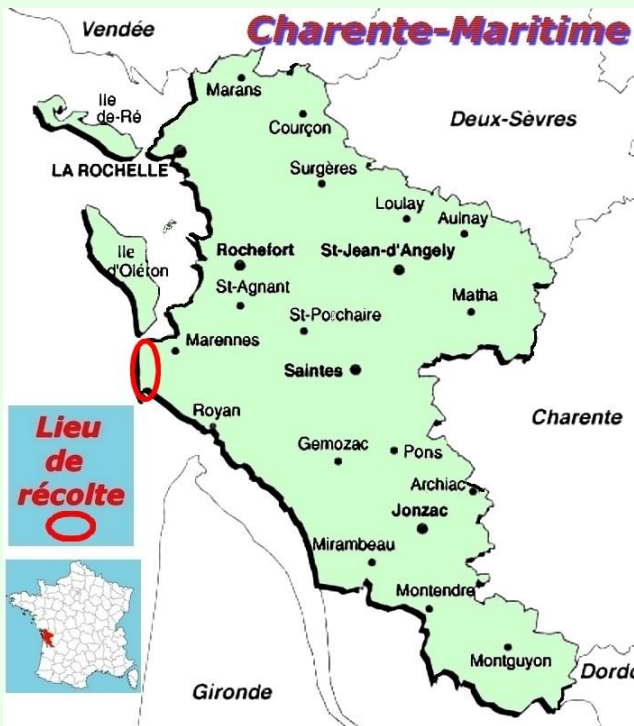 Charente-Maritime
Vendée
Marans
Ile
de-Ré
Courçon
Deux-Sèvres
LA ROCHELLE
Surgères
Loulay
Aulnay
Ile
d'Oléron
Rochefort
St-Jean-d'Angely
St-Agnant
Matha
St-Porchaire
Marennes
Saintes
Charente
Royan
Lieu
de
récolte
Gemozac
Pons
Archiac
Jonzac
Mirambeau
Montendre
Montguyon
Dordo
Gironde